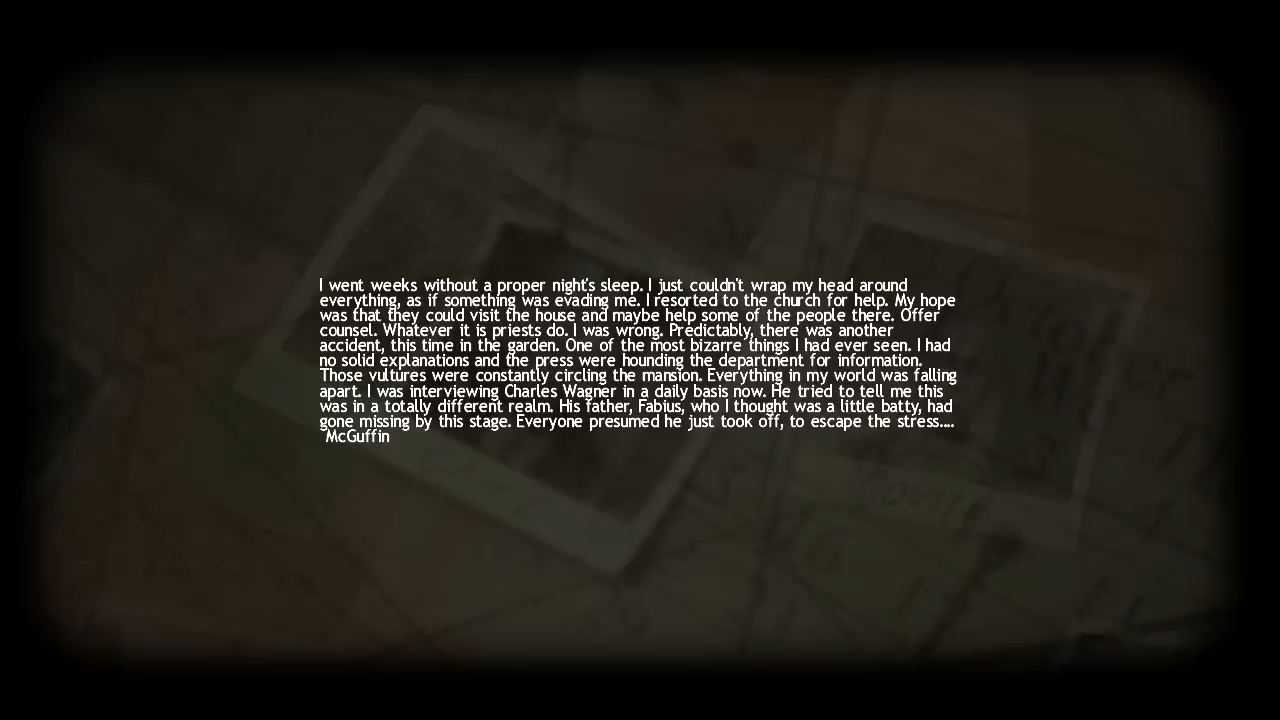 I went weeks without a proper night's sleep. I just couldn't wrap my head around
everything, as if something was evading me. I resorted to the church for help. My hope
was that they could visit the house and maybe help some of the people there. Offer
counsel. Whatever it is priests do. I was wrong. Predictably, there was another
accident, this time in the garden. One of the most bizarre things I had ever seen. I had
no solid explanations and the press were hounding the department for information.
Those vultures were constantly circling the mansion. Everything in my world was falling
apart. I was interviewing Charles Wagner in a daily basis now. He tried to tell me this
was in a totally different realm. His father, Fabius, who I thought was a little batty, had
gone missing by this stage. Everyone presumed he just took off, to escape the stress....
McGuffin